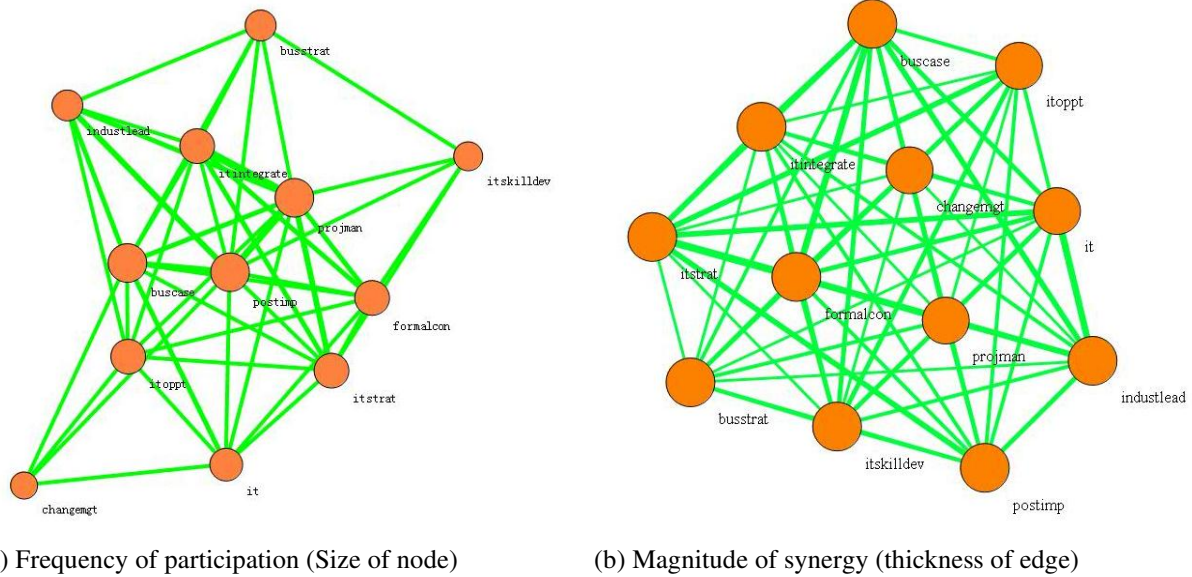 busstrat
industlead
itintegrate
itskilldev
projman
buscase
postimp
formalcon
itoppt
itstrat
it
changemgt
buscase
itoppt
itintegrate
changemgt
it
itstrat
formalcon
projman
industlead
busstrat
itskilldev
postimp
) Frequency of participation (Size of node)
(b) Magnitude of synergy (thickness of edge)